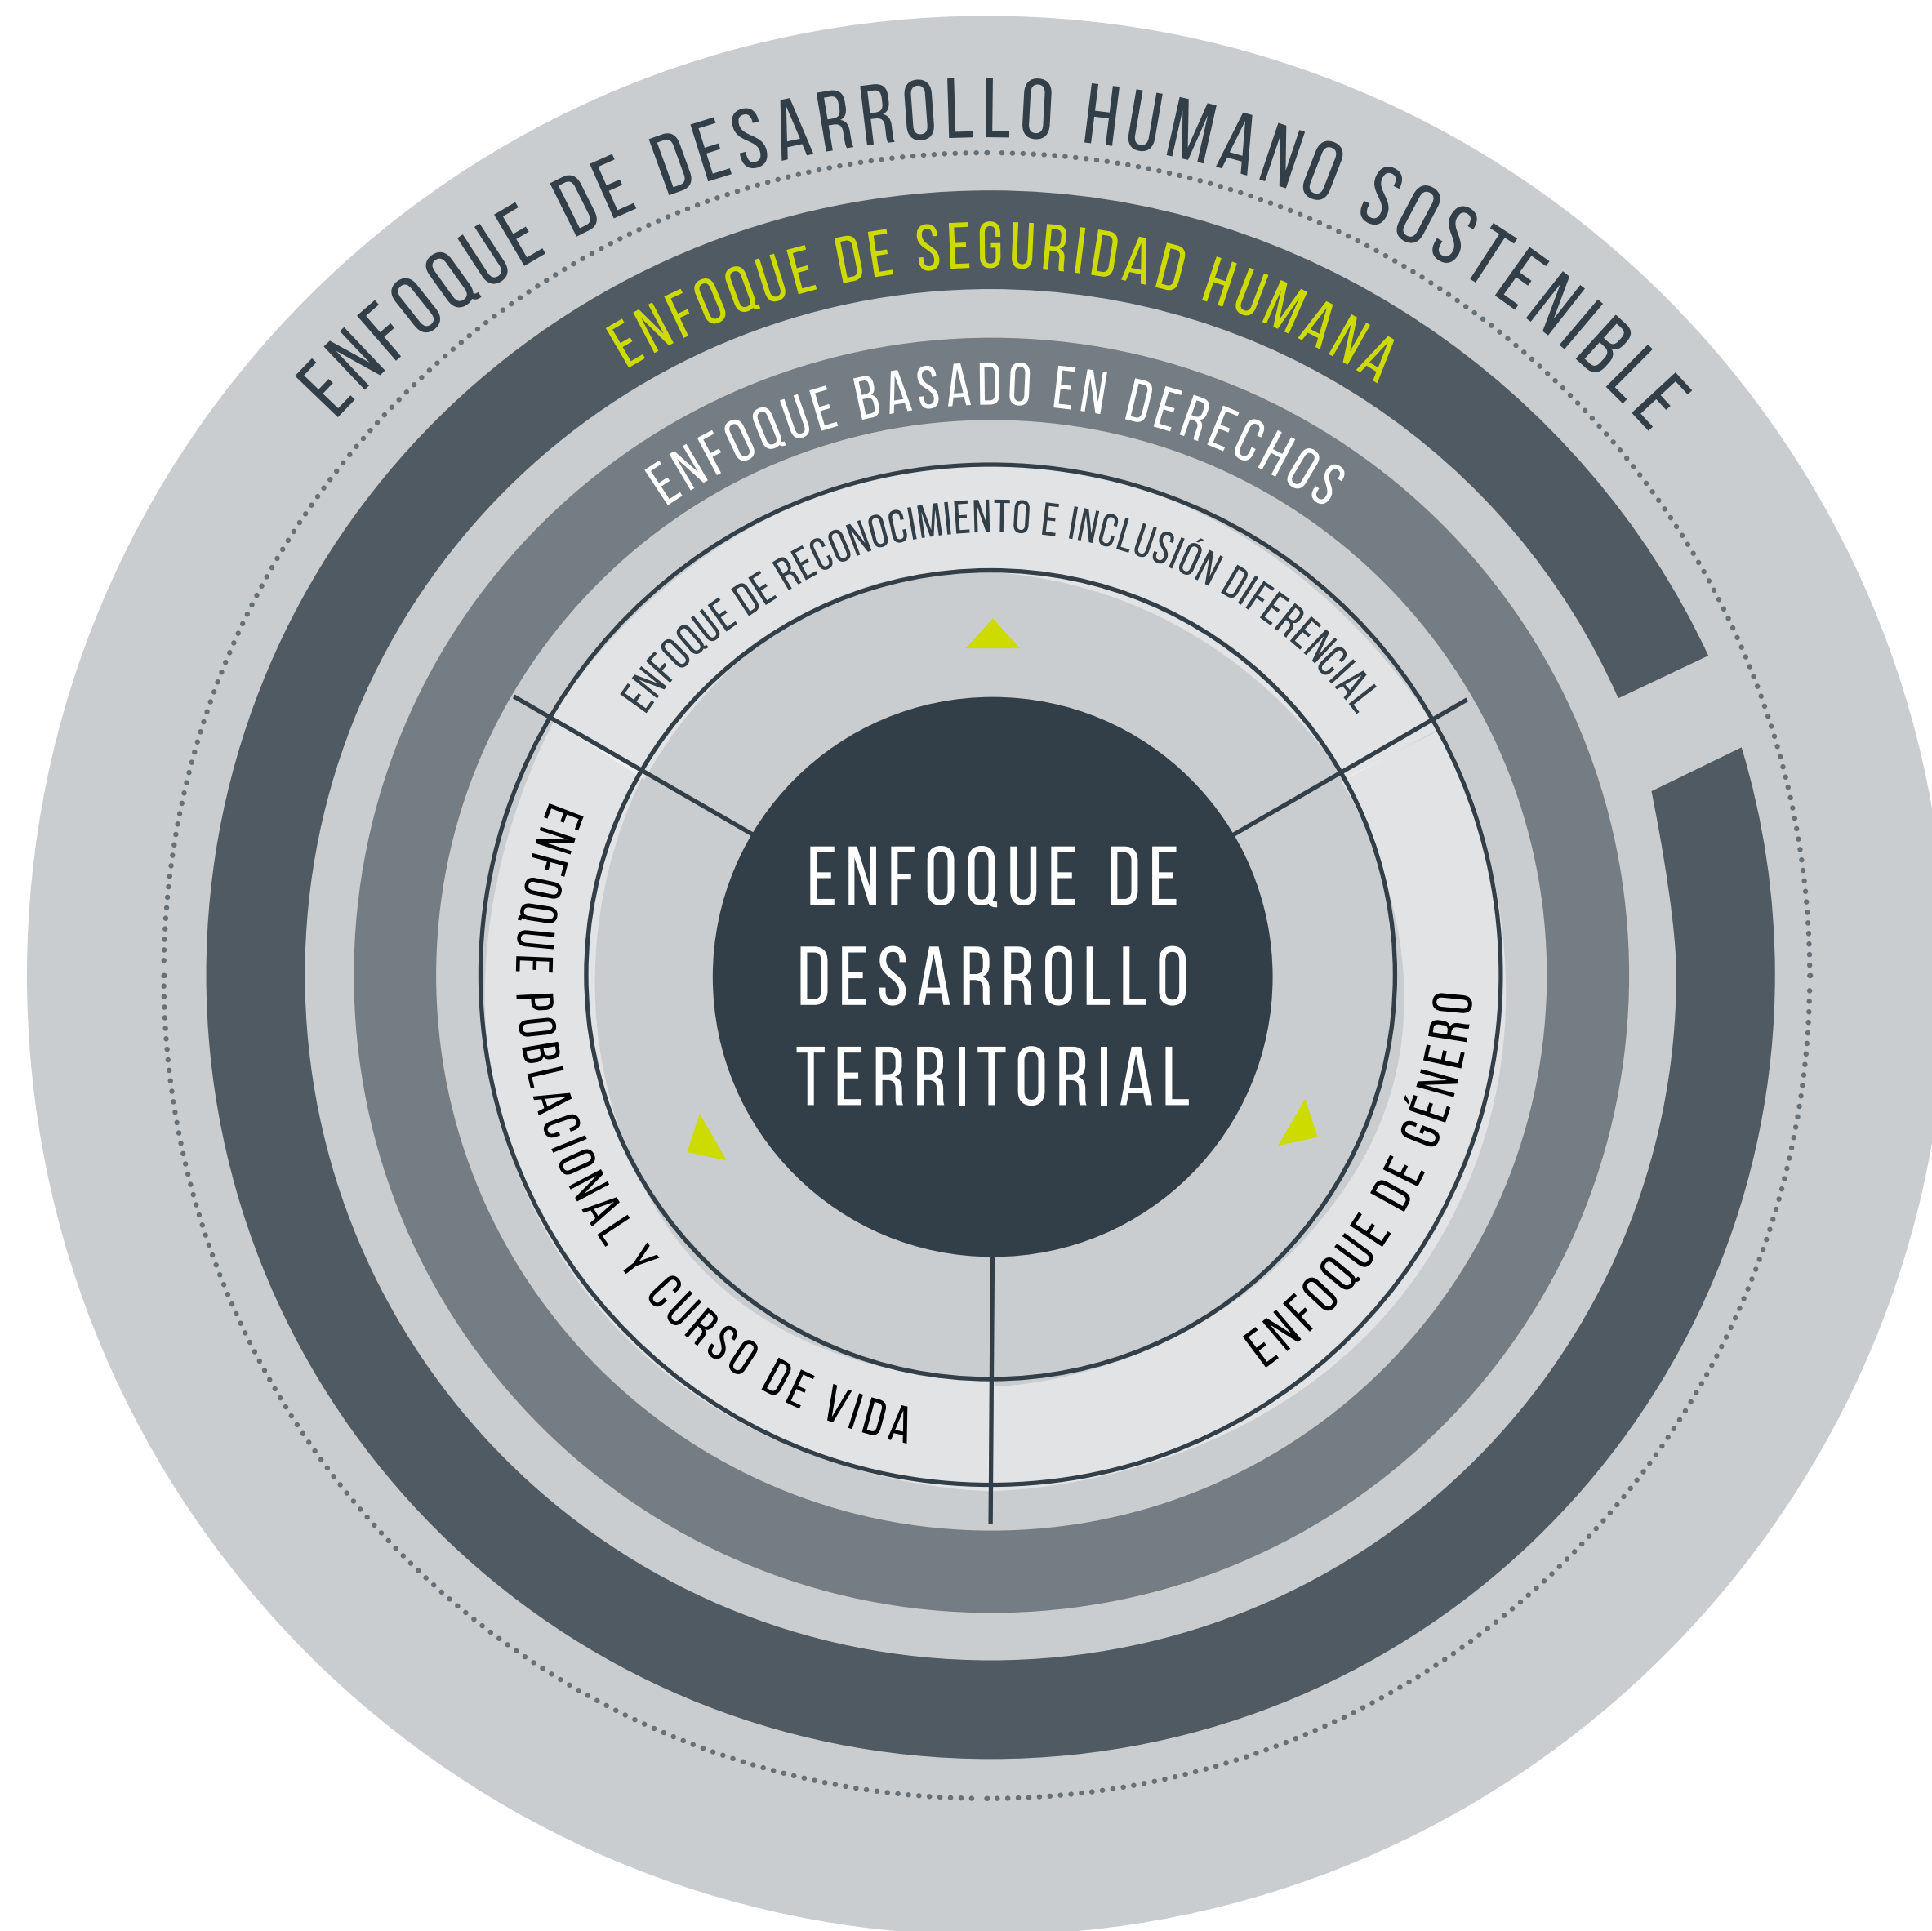 ENFOQUE DE DESARROLLO HUMANO SOSTENIBLE
ENFOQUE DE SEGURIDAD HUMANA
ENFOQUE BASADO EN DERECHOS
ENFOQUE DE RECONOCIMIENTO E INCLUSIÓN DIFERENCIAL
ENFOQUE DE
DESARROLLO
TERRITORIAL
ENFOQUE POBLACIONAL Y CURSO DE VIDA
ENFOQUE DE GÉNERO